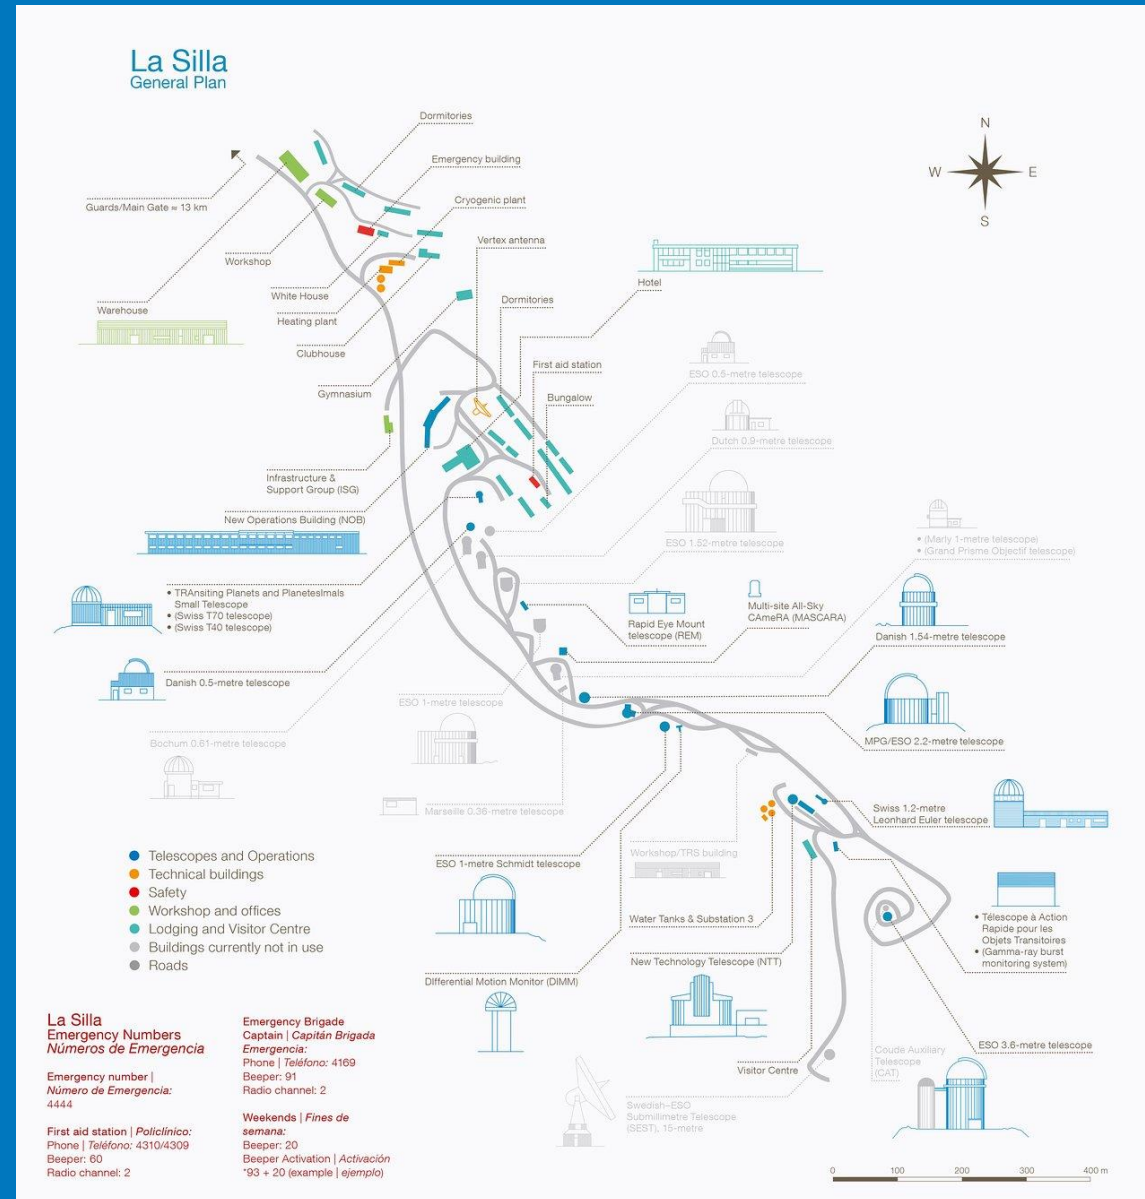 La Silla
General Plan
Dormitories
N
Emergency building
W
E
Cryogenic plant
Guards/Main Gate ≈ 13 km
S
Vertex antenna
Workshop
Hotel
White House
Dormitories
Warehouse
Heating plant
Clubhouse
First aid station
ESO 0.5-metre telescope
Gymnasium
Bungalow
Dutch 0.9-metre telescope
Infrastructure &
Support Group (ISG)
New Operations Building (NOB)
ESO 1.52-metre telescope
• (Marly 1-metre telescope)
• (Grand Prisme Objectif telescope)
• TRAnsiting Planets and PlanetesImals
Small Telescope
• (Swiss T70 telescope)
• (Swiss T40 telescope)
Rapid Eye Mount
telescope (REM)
Multi-site All-Sky
CAmeRA (MASCARA)
Danish 1.54-metre telescope
Danish 0.5-metre telescope
ESO 1-metre telescope
Bochum 0.61-metre telescope
MPG/ESO 2.2-metre telescope
Marseille 0.36-metre telescope
Swiss 1.2-metre
Leonhard Euler telescope
ESO 1-metre Schmidt telescope
Workshop/TRS building
Telescopes and Operations
Technical buildings
Safety
Workshop and offices
Lodging and Visitor Centre
Buildings currently not in use
Roads
Water Tanks & Substation 3
• Télescope à Action
Rapide pour les
Objets Transitoires
• (Gamma-ray burst
monitoring system)
New Technology Telescope (NTT)
DIfferential Motion Monitor (DIMM)
ESO 3.6-metre telescope
Coude Auxiliary
Telescope
(CAT)
Visitor Centre
Swedish–ESO
Submillimetre Telescope
(SEST), 15-metre
La Silla
Emergency Numbers
Números de Emergencia
Emergency number |
Número de Emergencia:
4444
First aid station | Policlínico:
Phone | Teléfono: 4310/4309
Beeper: 60
Radio channel: 2
Emergency Brigade
Captain | Capitán Brigada
Emergencia:
Phone | Teléfono: 4169
Beeper: 91
Radio channel: 2
Weekends | Fines de
semana:
Beeper: 20
Beeper Activation | Activación
*93 + 20 (example | ejemplo)
0 100 200 300 400 m